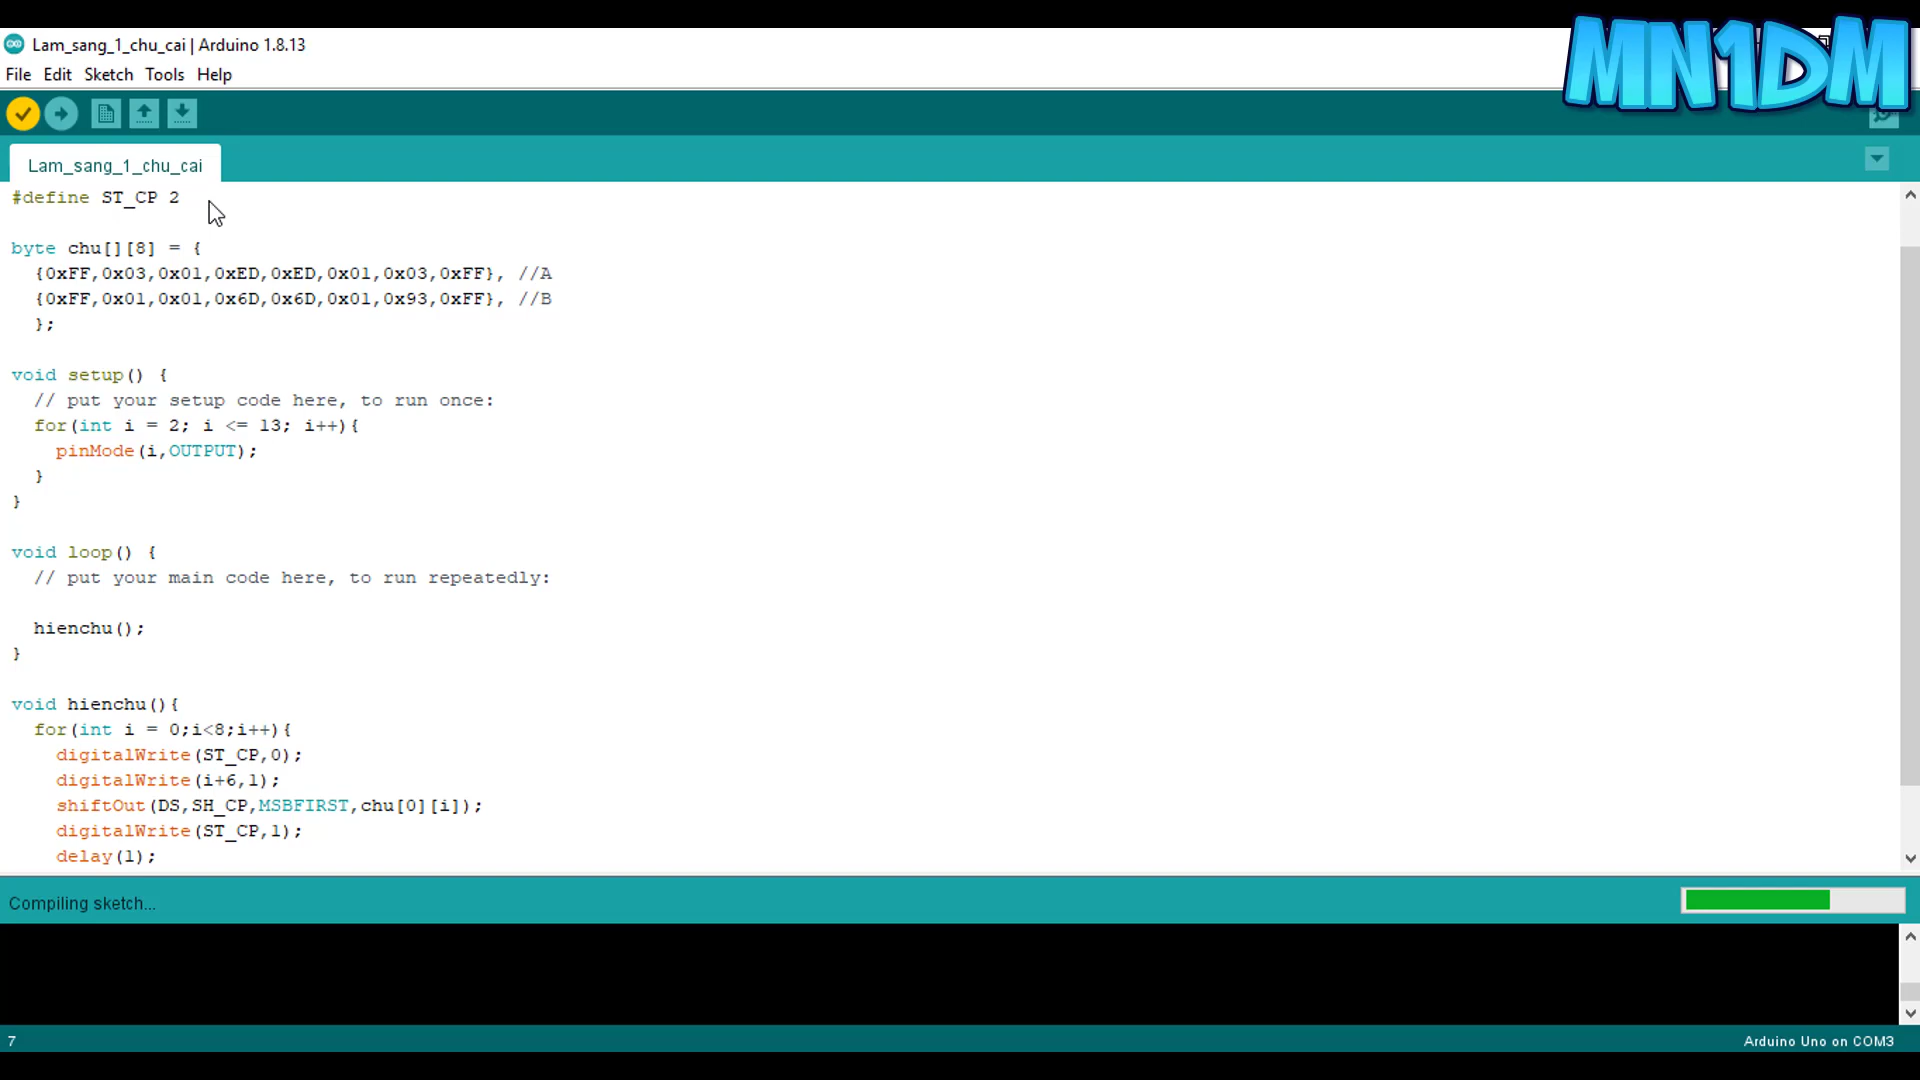 Lam_sang_1_chu_cai | Arduino 1.8.13
MN1DM
File Edit Sketch Tools Help
Lam_sang_1_chu_cai
#define ST_CP 2
byte chu[][8] = {
{0xFF,0x03,0x01,0xED,0xED,0x01,0x03,0xFF}, //A
{0xFF,0x01,0x01,0x6D,0x6D,0x01,0x93,0xFF}, //B
};
void setup() {
// put your setup code here, to run once:
for(int i = 2; i <= 13; i++){
pinMode(i,OUTPUT);
}
}
void loop() {
// put your main code here, to run repeatedly:
hienchu();
}
void hienchu(){
for(int i = 0;i<8;i++){
digitalWrite(ST_CP,0);
digitalWrite(i+6,1);
shiftOut(DS,SH_CP,MSBFIRST,chu[0][i]);
digitalWrite(ST_CP,1);
delay(1);
Compiling sketch...
7
Arduino Uno on COM3